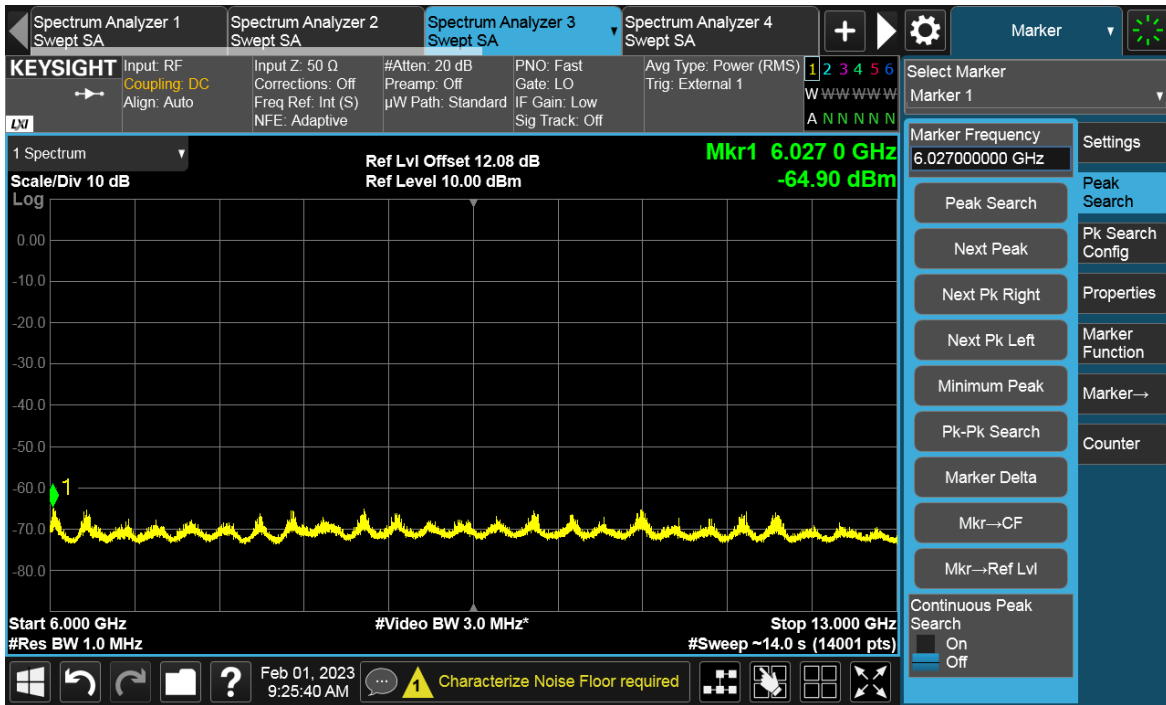 Spectrum Analyzer 1
Swept SA
Spectrum Analyzer 2
Swept SA
Spectrum Analyzer 3
Swept SA
Spectrum Analyzer 4
Swept SA
+
Marker
KEYSIGHT
LXI
Input: RF
Coupling: DC
Align: Auto
Input Z: 50 Ω
Corrections: Off
Freq Ref: Int (S)
NFE: Adaptive
#Atten: 20 dB
Preamp: Off
µW Path: Standard
PNO: Fast
Gate: LO
IF Gain: Low
Sig Track: Off
Avg Type: Power (RMS)
Trig: External 1
1 2 3 4 5 6
W W W W W W
A N N N N N
Select Marker
Marker 1
1 Spectrum
Ref Lvl Offset 12.08 dB
Mkr1 6.027 0 GHz
Scale/Div 10 dB
Ref Level 10.00 dBm
-64.90 dBm
Log
0.00
-10.0
-20.0
-30.0
-40.0
-50.0
-60.0
-70.0
-80.0
1
Start 6.000 GHz
#Video BW 3.0 MHz*
Stop 13.000 GHz
#Res BW 1.0 MHz
#Sweep ~14.0 s (14001 pts)
Marker Frequency
6.027000000 GHz
Peak Search
Next Peak
Next Pk Right
Next Pk Left
Minimum Peak
Pk-Pk Search
Marker Delta
Mkr→CF
Mkr→Ref Lvl
Continuous Peak
Search
On
Off
Settings
Peak
Search
Pk Search
Config
Properties
Marker
Function
Marker→
Counter
?
Feb 01, 2023
9:25:40 AM
1
Characterize Noise Floor required